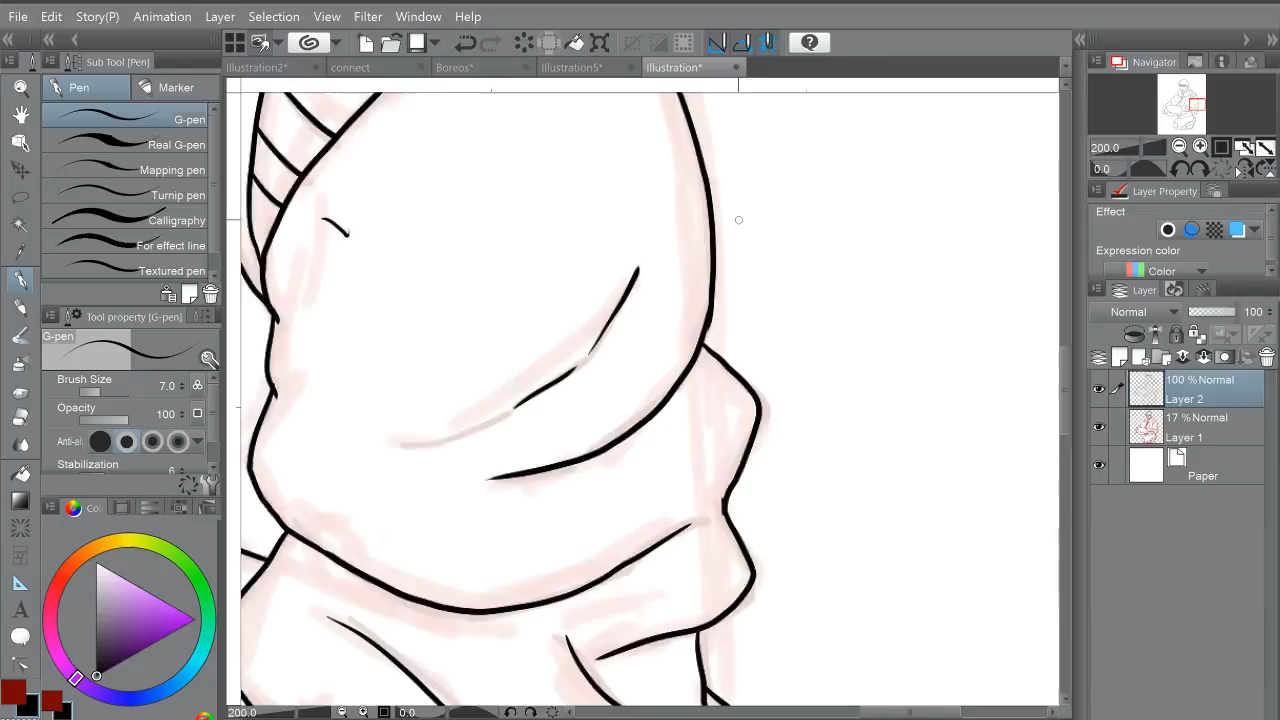 File Edit Story(P) Animation Layer Selection View Filter Window Help
Sub Tool [Pen]
Illustration2* connect Boreos* Illustration5* Illustration*
Navigator
Pen Marker
G-pen
Real G-pen
Mapping pen
Turnip pen
Calligraphy
For effect line
Textured pen
Tool property [G-pen]
G-pen
Brush Size 7.0
Opacity 100
Anti-ali
Stabilization 6
Co
200.0
0.0
Layer Property
Effect
Expression color
Color
Layer
Normal 100
100 % Normal
Layer 2
17 % Normal
Layer 1
Paper
200.0 0.0